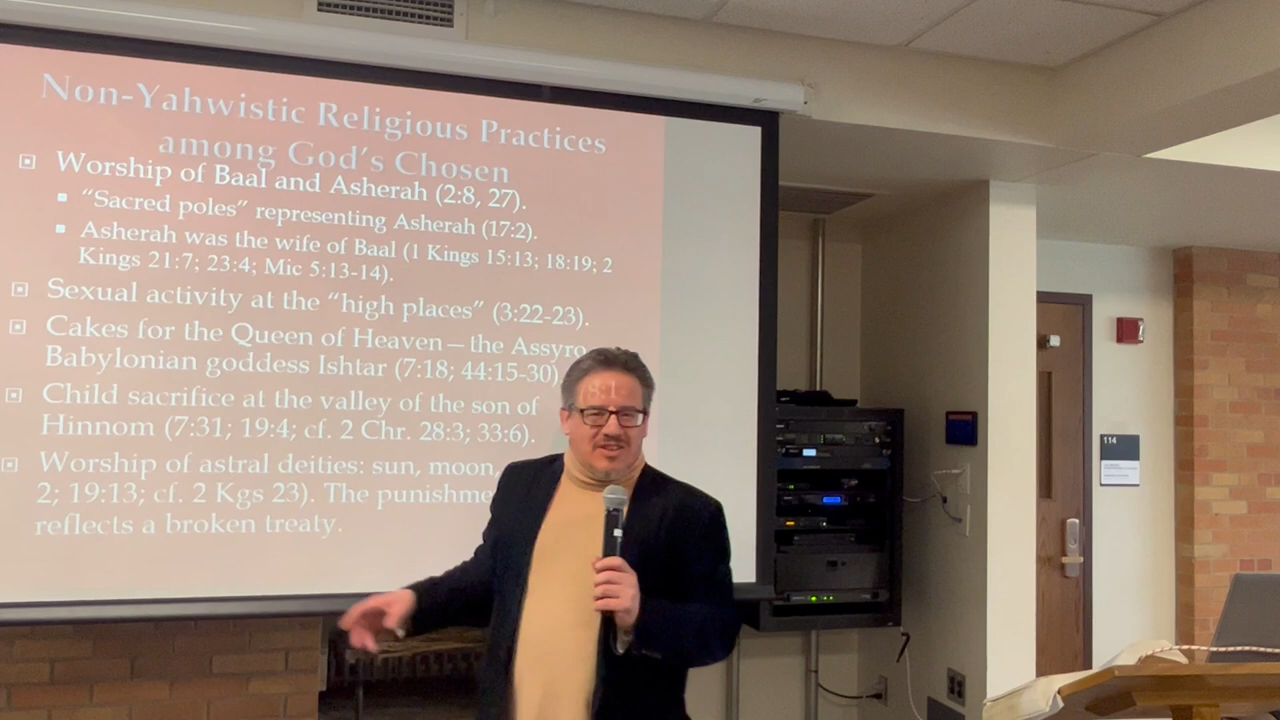 Non-Yahwistic Religious Practices
among God's Chosen
Worship of Baal and Asherah (2:8, 27).
"Sacred poles" representing Asherah (17:2).
Asherah was the wife of Baal (1 Kings 15:13; 18:19; 2
Kings 21:7; 23:4; Mic 5:13-14).
Sexual activity at the "high places" (3:22-23).
Cakes for the Queen of Heaven—the Assyro
Babylonian goddess Ishtar (7:18; 44:15-30)
Child sacrifice at the valley of the son of
Hinnom (7:31; 19:4; cf. 2 Chr. 28:3; 33:6).
Worship of astral deities: sun, moon,
2; 19:13; cf. 2 Kgs 23). The
reflects a broken treaty.
114